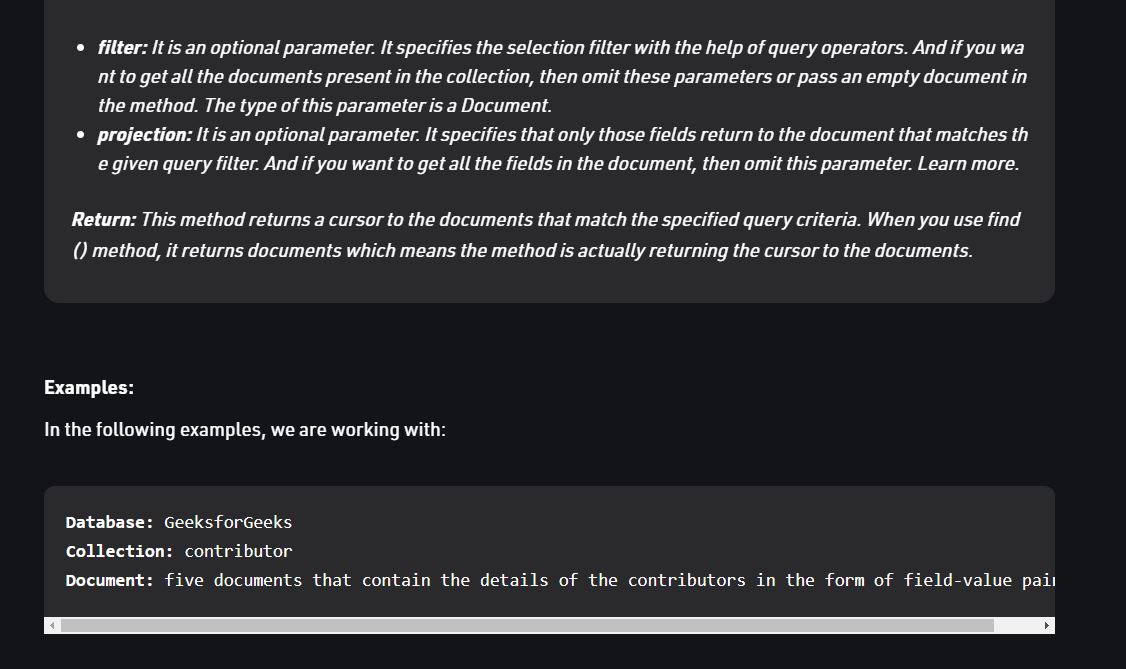 filter: It is an optional parameter. It specifies the selection filter with the help of query operators. And if you wa
nt to get all the documents present in the collection, then omit these parameters or pass an empty document in
the method. The type of this parameter is a Document.
projection: It is an optional parameter. It specifies that only those fields return to the document that matches th
e given query filter. And if you want to get all the fields in the document, then omit this parameter. Learn more.
Return: This method returns a cursor to the documents that match the specified query criteria. When you use find
() method, it returns documents which means the method is actually returning the cursor to the documents.
Examples:
In the following examples, we are working with:
Database: GeeksforGeeks
Collection: contributor
Document: five documents that contain the details of the contributors in the form of field-value